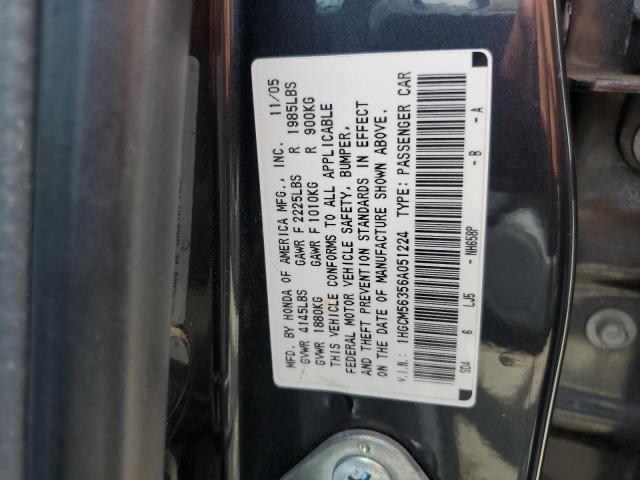 MFD. BY HONDA OF AMERICA MFG., INC. 11/05
GVWR 4145LBS GAWR F 2225LBS R 1985LBS
GVWR 1880KG GAWR F 1010KG R 900KG
THIS VEHICLE CONFORMS TO ALL APPLICABLE
FEDERAL MOTOR VEHICLE SAFETY, BUMPER,
AND THEFT PREVENTION STANDARDS IN EFFECT
ON THE DATE OF MANUFACTURE SHOWN ABOVE.
V.I.N.: 1HGCM56356A051224 TYPE: PASSENGER CAR
SDA 6 LJ5 - NH658P - B - A